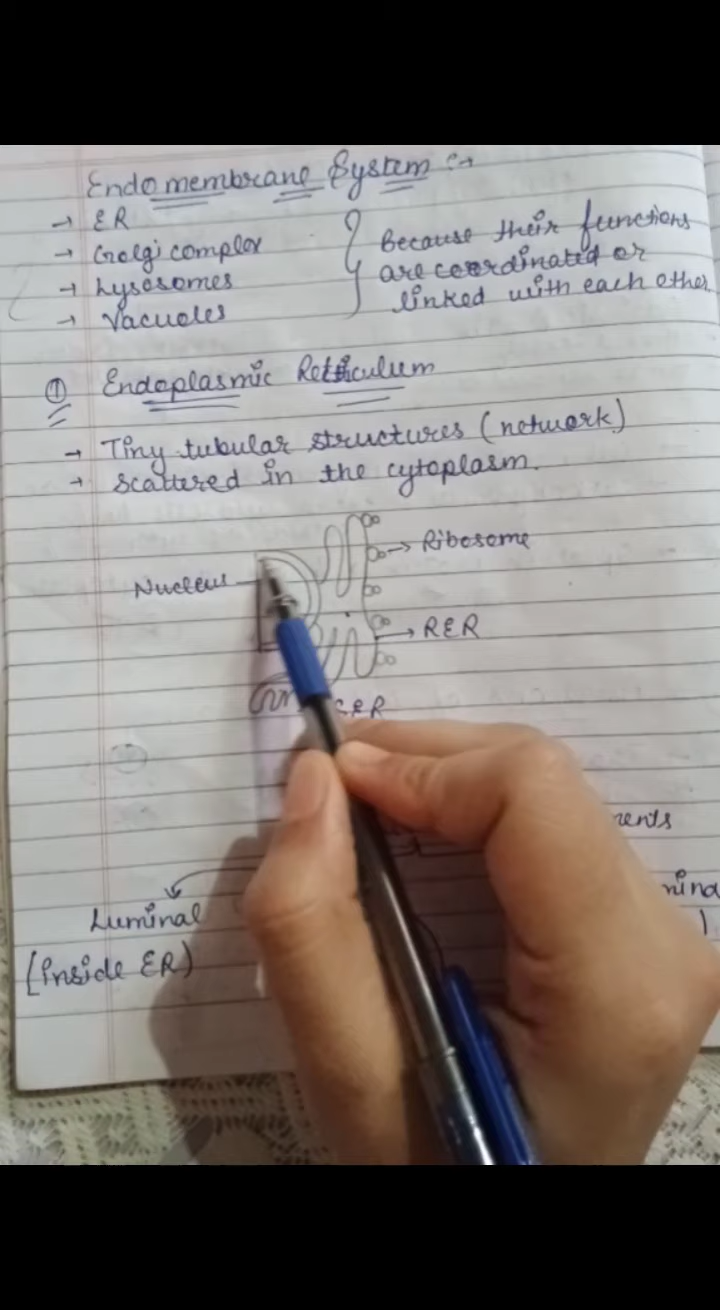 Endomembrane System :→
→ ER
→ Golgi complex
→ Lysosomes
→ Vacuoles
Because their functions
are coordinated or
linked with each other
① Endoplasmic Reticulum
→ Tiny tubular structures (network)
→ scattered in the cytoplasm.
Ribosome
Nucleus
RER
SER
Luminal
(inside ER)